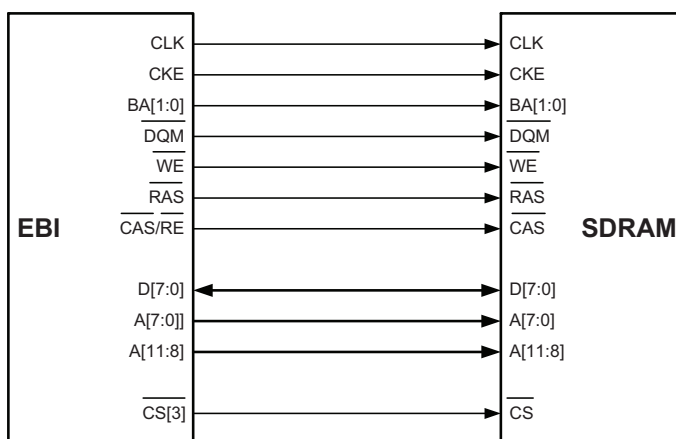 CLK CLK
CKE CKE
BA[1:0] BA[1:0]
DQM DQM
WE WE
RAS RAS
EBI CAS/RE CAS SDRAM
D[7:0] D[7:0]
A[7:0]] A[7:0]
A[11:8] A[11:8]
CS[3] CS